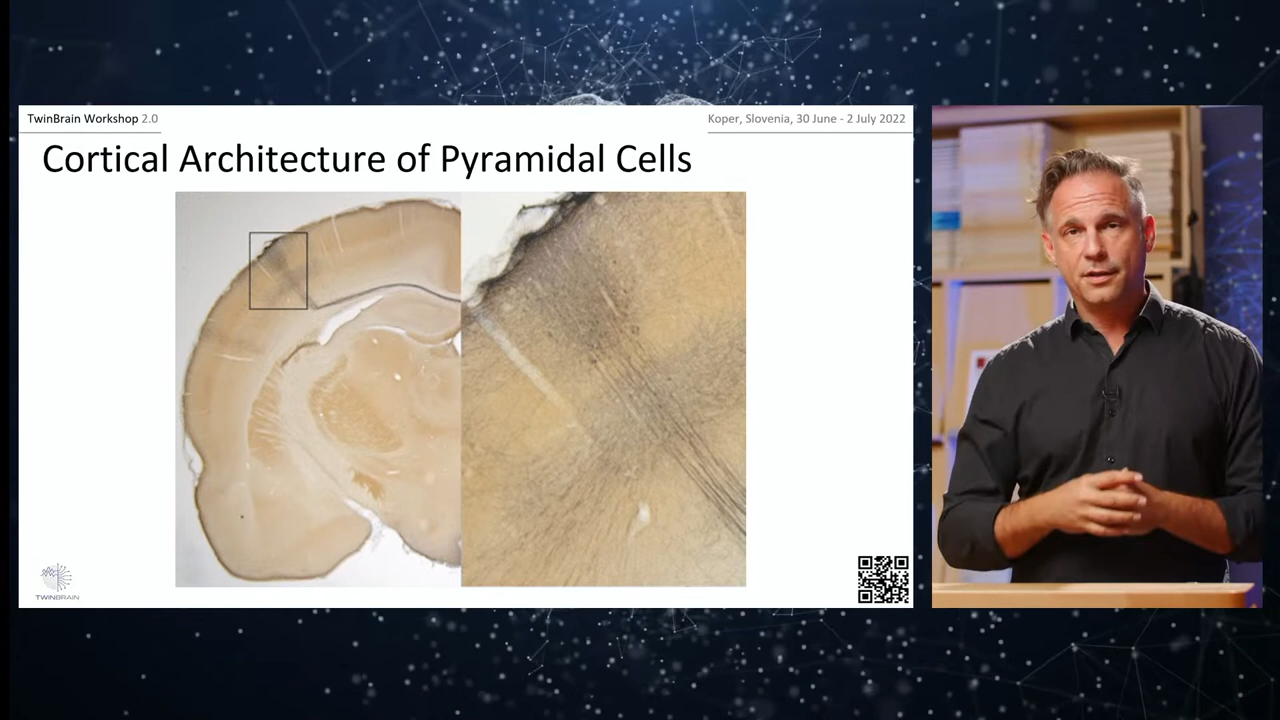 TwinBrain Workshop 2.0
Koper, Slovenia, 30 June - 2 July 2022
Cortical Architecture of Pyramidal Cells
TWINBRAIN